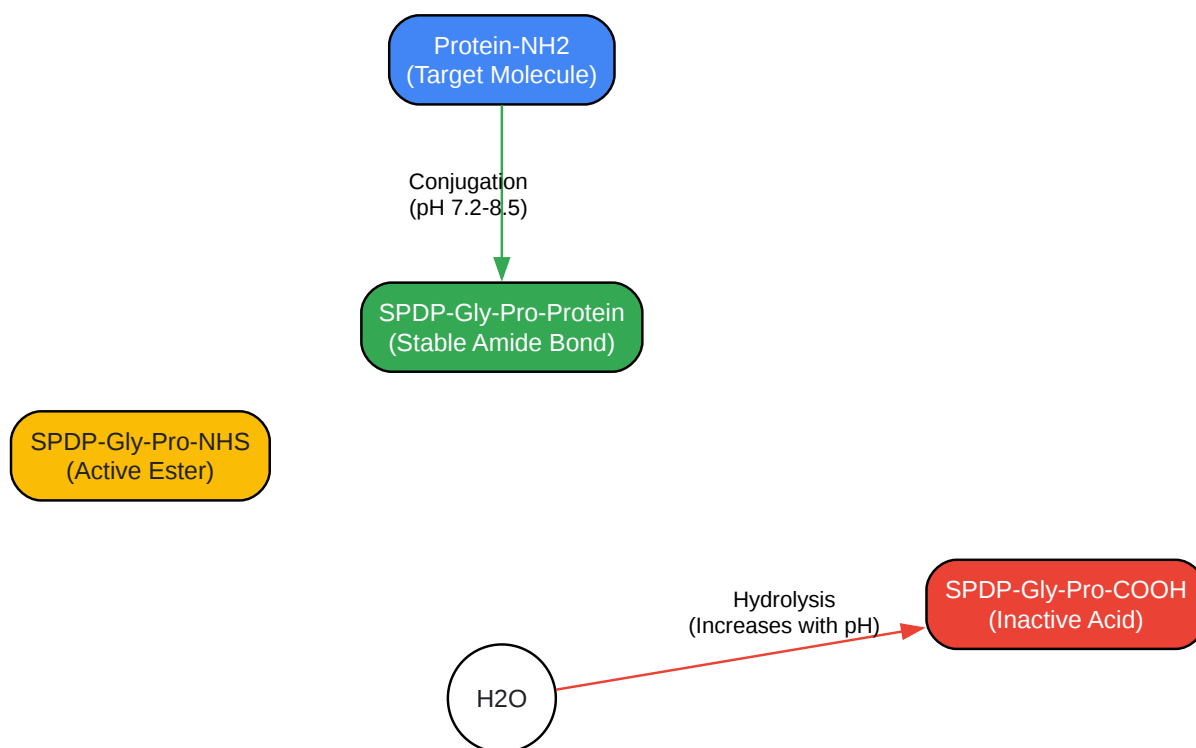 Protein-NH2
(Target Molecule)
Conjugation
(pH 7.2-8.5)
SPDP-Gly-Pro-Protein
(Stable Amide Bond)
SPDP-Gly-Pro-NHS
(Active Ester)
SPDP-Gly-Pro-COOH
(Inactive Acid)
Hydrolysis
(Increases with pH)
H2O